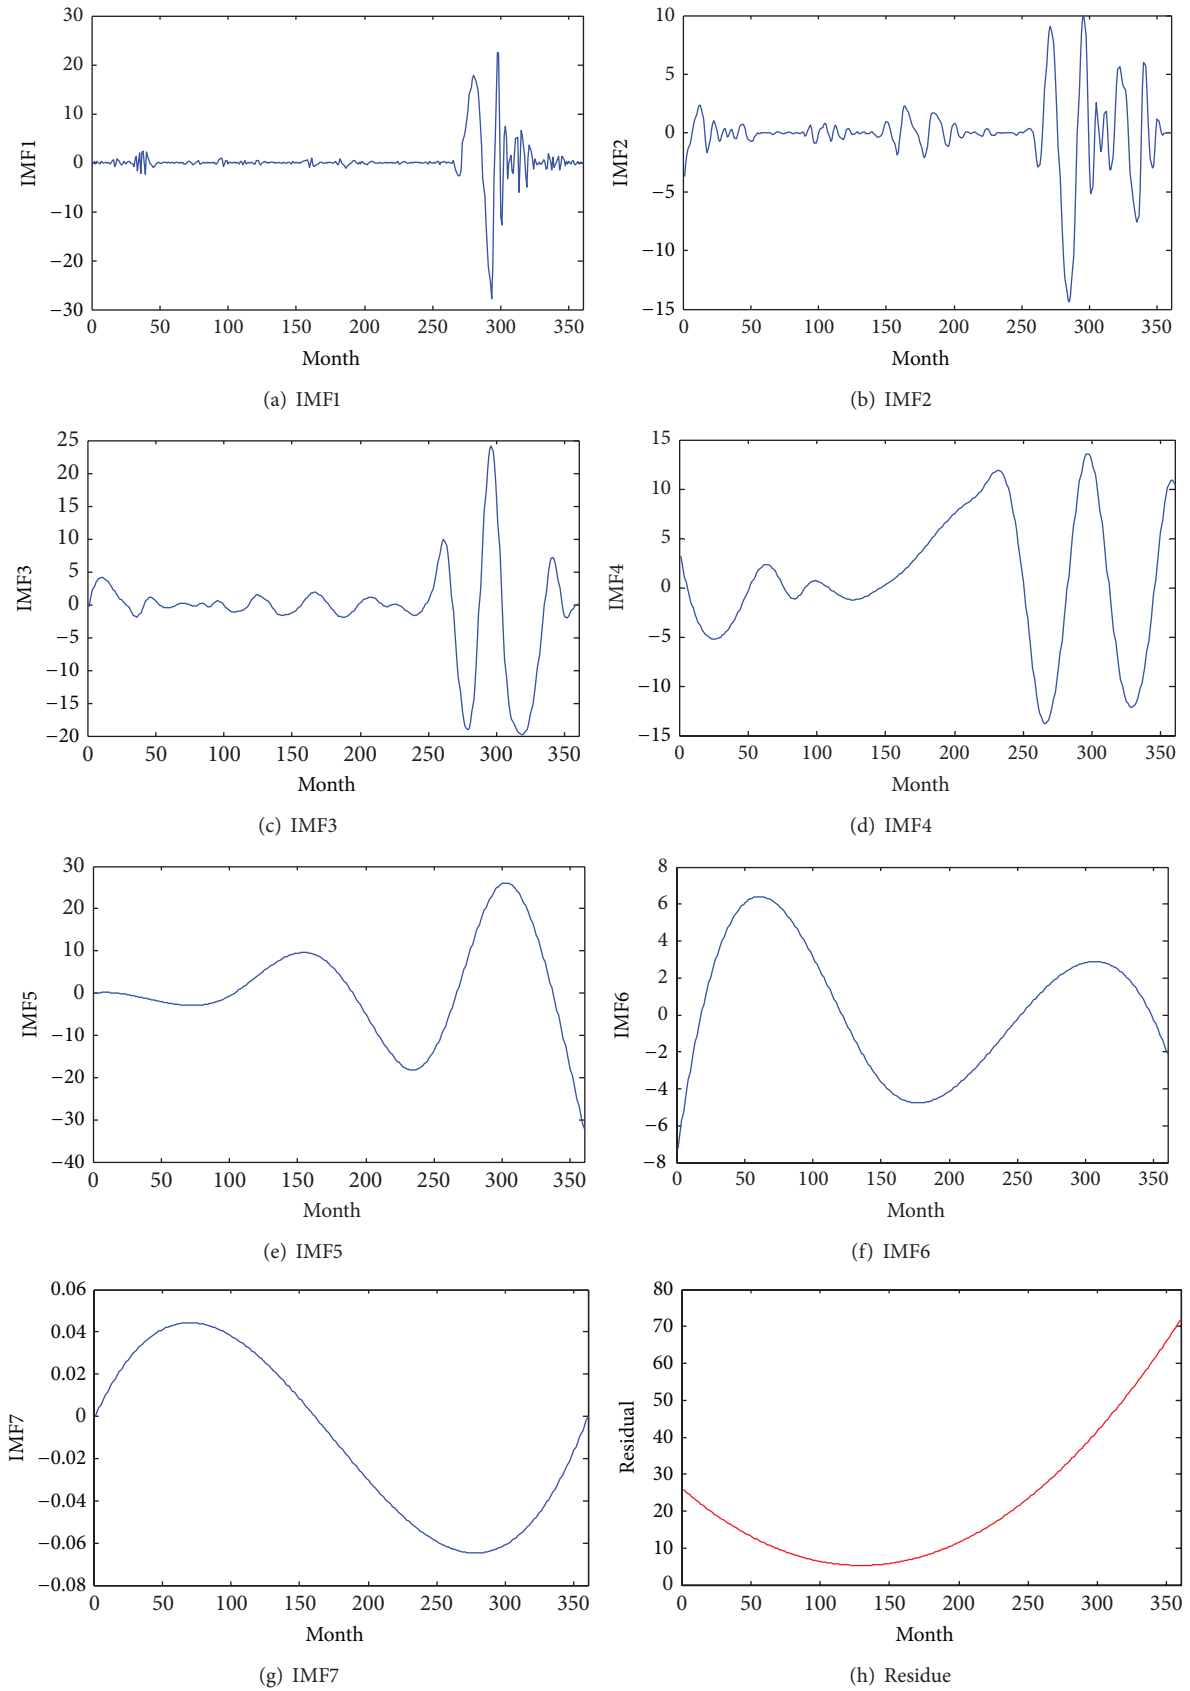 30
20
10
0
−10
−20
−30
IMF1
0 50 100 150 200 250 300 350
Month
(a) IMF1
10
5
0
−5
−10
−15
IMF2
0 50 100 150 200 250 300 350
Month
(b) IMF2
25
20
15
10
5
0
−5
−10
−15
−20
IMF3
0 50 100 150 200 250 300 350
Month
(c) IMF3
15
10
5
0
−5
−10
−15
IMF4
0 50 100 150 200 250 300 350
Month
(d) IMF4
30
20
10
0
−10
−20
−30
−40
IMF5
0 50 100 150 200 250 300 350
Month
(e) IMF5
8
6
4
2
0
−2
−4
−6
−8
IMF6
0 50 100 150 200 250 300 350
Month
(f) IMF6
0.06
0.04
0.02
0
−0.02
−0.04
−0.06
−0.08
IMF7
0 50 100 150 200 250 300 350
Month
(g) IMF7
80
70
60
50
40
30
20
10
0
Residual
0 50 100 150 200 250 300 350
Month
(h) Residue